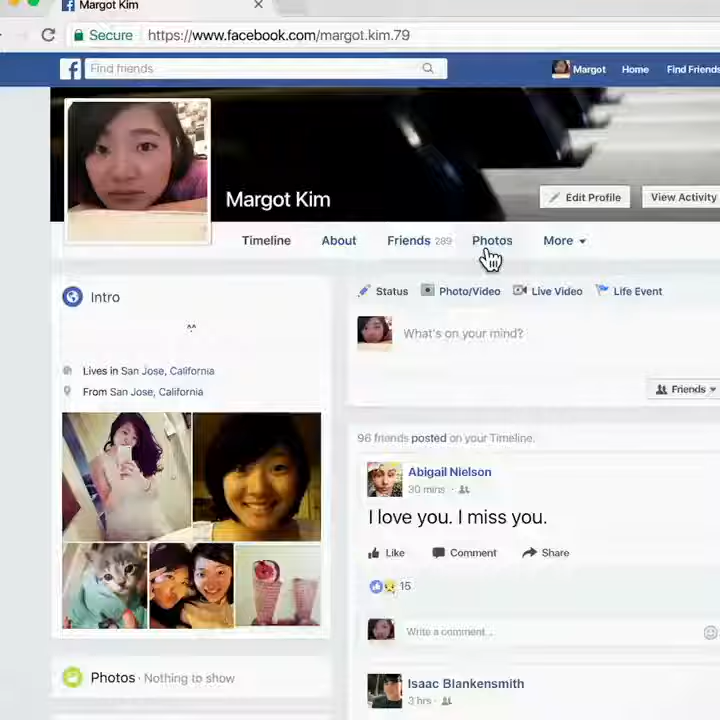 Margot Kim
Secure https://www.facebook.com/margot.kim.79
Find friends
Margot Home Find Friends
Margot Kim
Edit Profile
View Activity
Timeline About Friends 289 Photos More
Intro
^^
Lives in San Jose, California
From San Jose, California
Photos · Nothing to show
Status Photo/Video Live Video Life Event
What's on your mind?
Friends
96 friends posted on your Timeline.
Abigail Nielson
30 mins ·
I love you. I miss you.
Like Comment Share
15
Write a comment...
Isaac Blankensmith
3 hrs ·